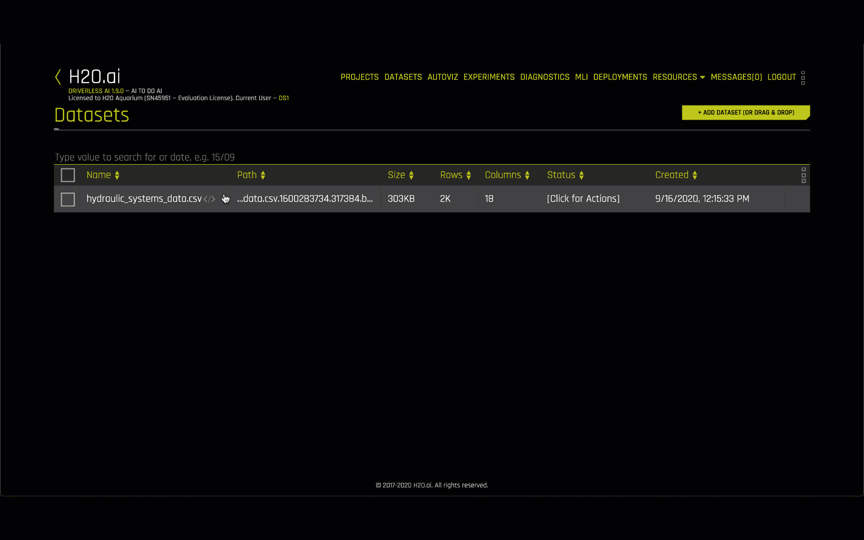 H2O.ai
PROJECTS DATASETS AUTOVIZ EXPERIMENTS DIAGNOSTICS MLI DEPLOYMENTS RESOURCES MESSAGES[0] LOGOUT
DRIVERLESS AI 1.9.0 – AI TO DO AI
Licensed to H2O Aquarium (SN45951 – Evaluation License). Current User – DS1
Datasets
+ ADD DATASET (OR DRAG & DROP)
Type value to search for or date, e.g. 15/09
Name Path Size Rows Columns Status Created
hydraulic_systems_data.csv </> ...data.csv.1600283734.317384.b... 303KB 2K 18 [Click for Actions] 9/16/2020, 12:15:33 PM
© 2017-2020 H2O.ai. All rights reserved.